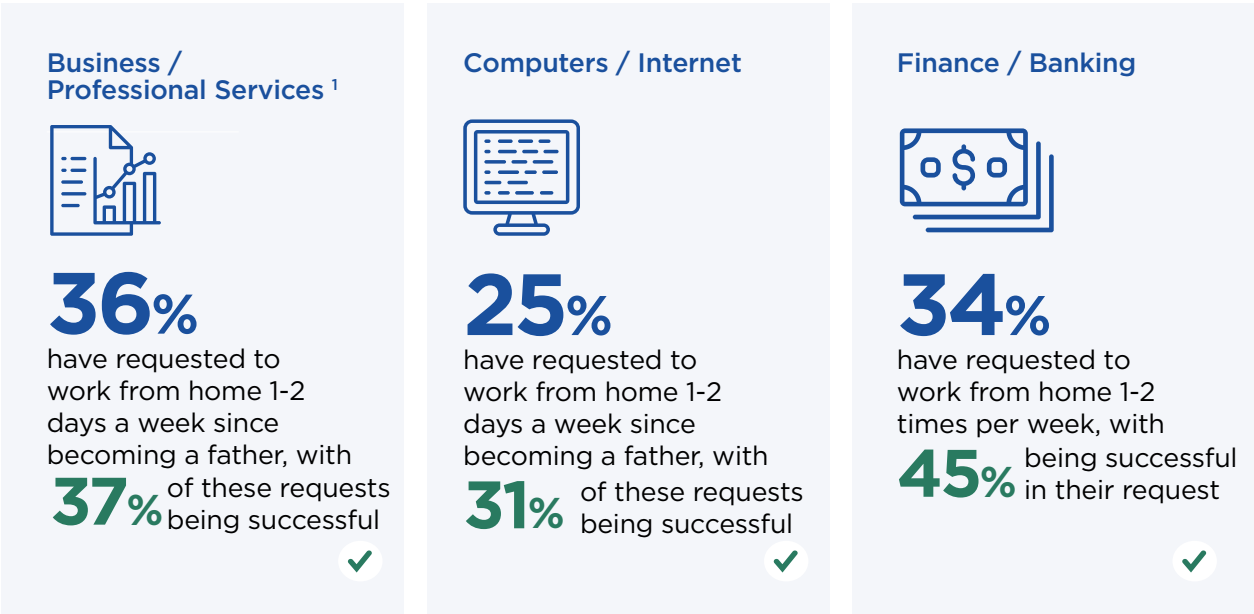 Business /
Professional Services 1
36%
have requested to
work from home 1-2
days a week since
becoming a father, with
37% of these requests
being successful
Computers / Internet
25%
have requested to
work from home 1-2
days a week since
becoming a father, with
31% of these requests
being successful
Finance / Banking
$
34%
have requested to
work from home 1-2
times per week, with
45% being successful
in their request